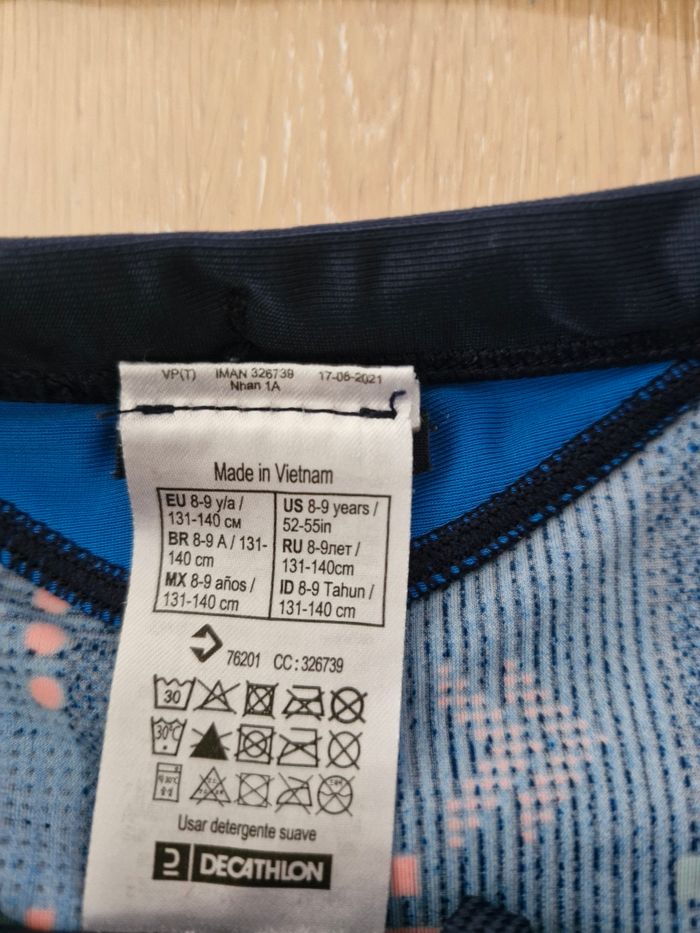 VP(T) IMAN 326739 17-06-2021
Nhan 1A
Made in Vietnam
EU 8-9 y/a /
131-140 см
BR 8-9 A / 131-
140 cm
MX 8-9 años /
131-140 cm
US 8-9 years /
52-55in
RU 8-9лет /
131-140cm
ID 8-9 Tahun /
131-140 cm
76201 CC: 326739
30
30°C
Usar detergente suave
DECATHLON